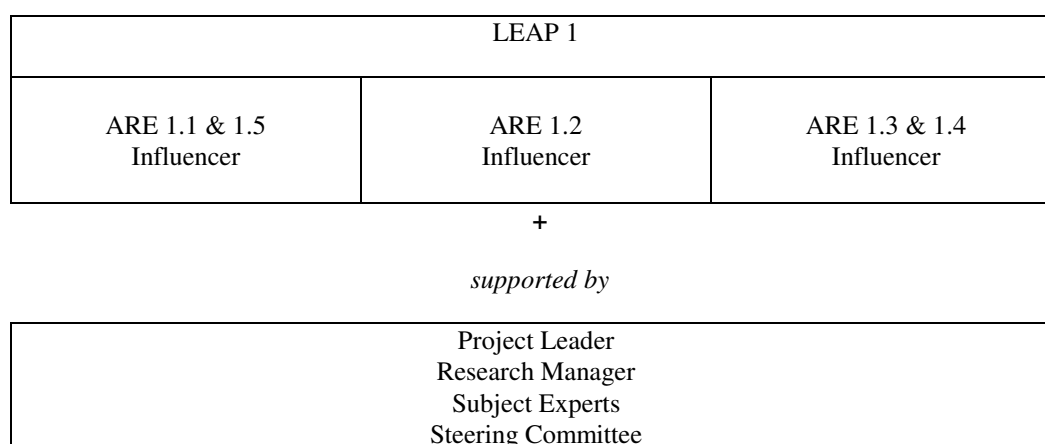 LEAP 1
ARE 1.1 & 1.5
Influencer
ARE 1.2
Influencer
ARE 1.3 & 1.4
Influencer
+
supported by
Project Leader
Research Manager
Subject Experts
Steering Committee